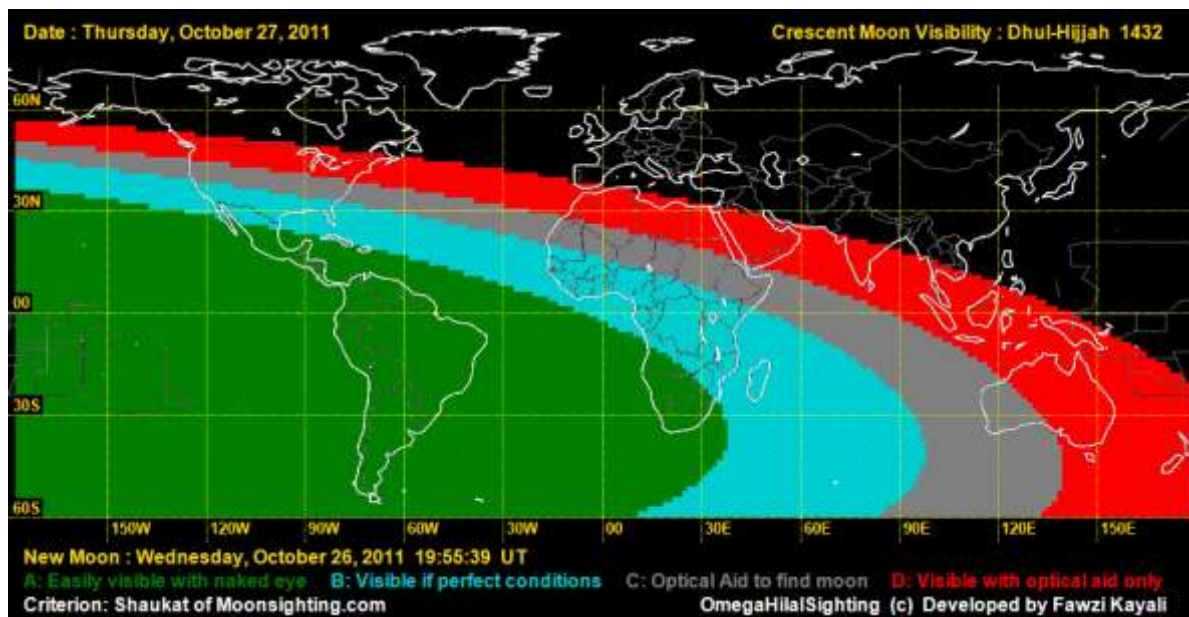 Date : Thursday, October 27, 2011 Crescent Moon Visibility : Dhul-Hijjah 1432
60N
30N
00
30S
60S
150W 120W 90W 60W 30W 00 30E 60E 90E 120E 150E
New Moon : Wednesday, October 26, 2011 19:55:39 UT
A: Easily visible with naked eye B: Visible if perfect conditions C: Optical Aid to find moon D: Visible with optical aid only
Criterion: Shaukat of Moonsighting.com OmegaHilalSighting (c) Developed by Fawzi Kayali